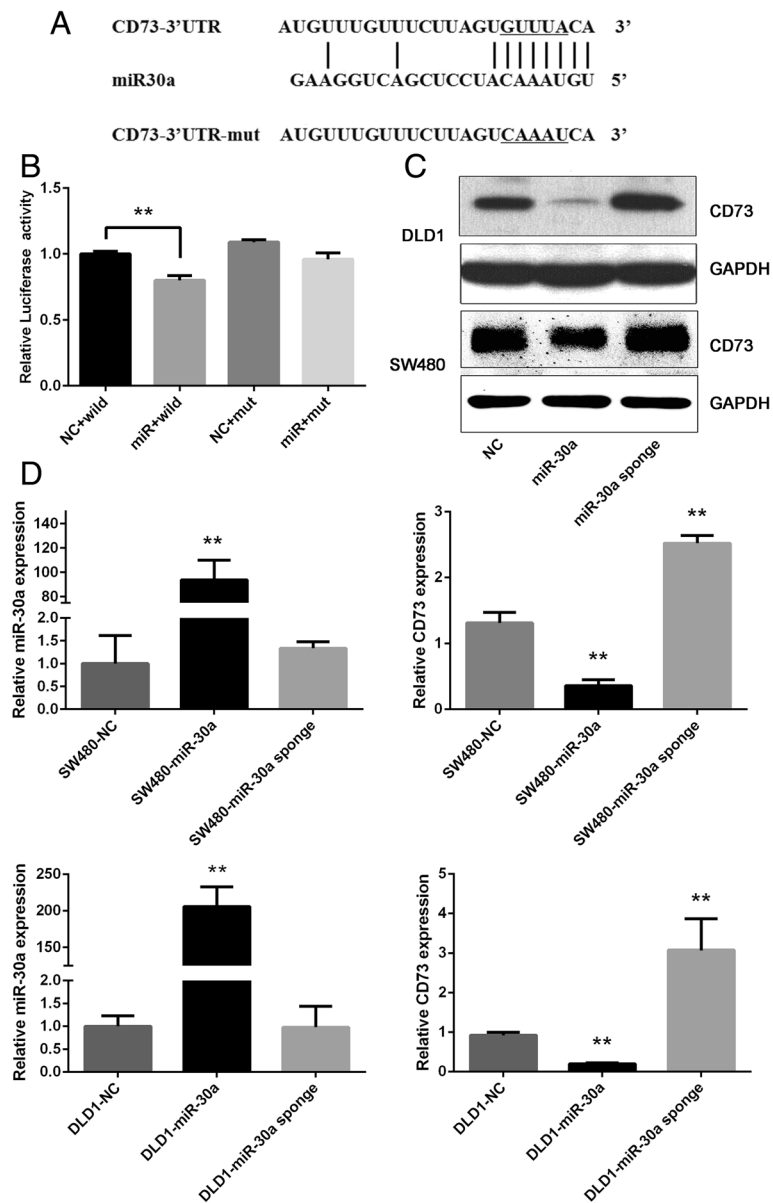 A
CD73-3'UTR AUGUUUGUUUCUUAGUGUUUACA 3'
miR30a GAAGGUCAGCUCCUACAAAUGU 5'
CD73-3'UTR-mut AUGUUUGUUUCUUAGUCAAAUCA 3'
B
Relative Luciferase activity
1.5
1.0
0.5
0.0
**
NC+wild
miR+wild
NC+mut
miR+mut
C
DLD1
CD73
GAPDH
SW480
CD73
GAPDH
NC
miR-30a
miR-30a sponge
D
Relative miR-30a expression
140
120
100
80
2.0
1.5
1.0
0.5
0.0
**
SW480-NC
SW480-miR-30a
SW480-miR-30a sponge
Relative CD73 expression
3
2
1
0
**
**
SW480-NC
SW480-miR-30a
SW480-miR-30a sponge
Relative miR-30a expression
250
200
150
2.0
1.5
1.0
0.5
0.0
**
DLD1-NC
DLD1-miR-30a
DLD1-miR-30a sponge
Relative CD73 expression
5
4
3
2
1
0
**
**
DLD1-NC
DLD1-miR-30a
DLD1-miR-30a sponge